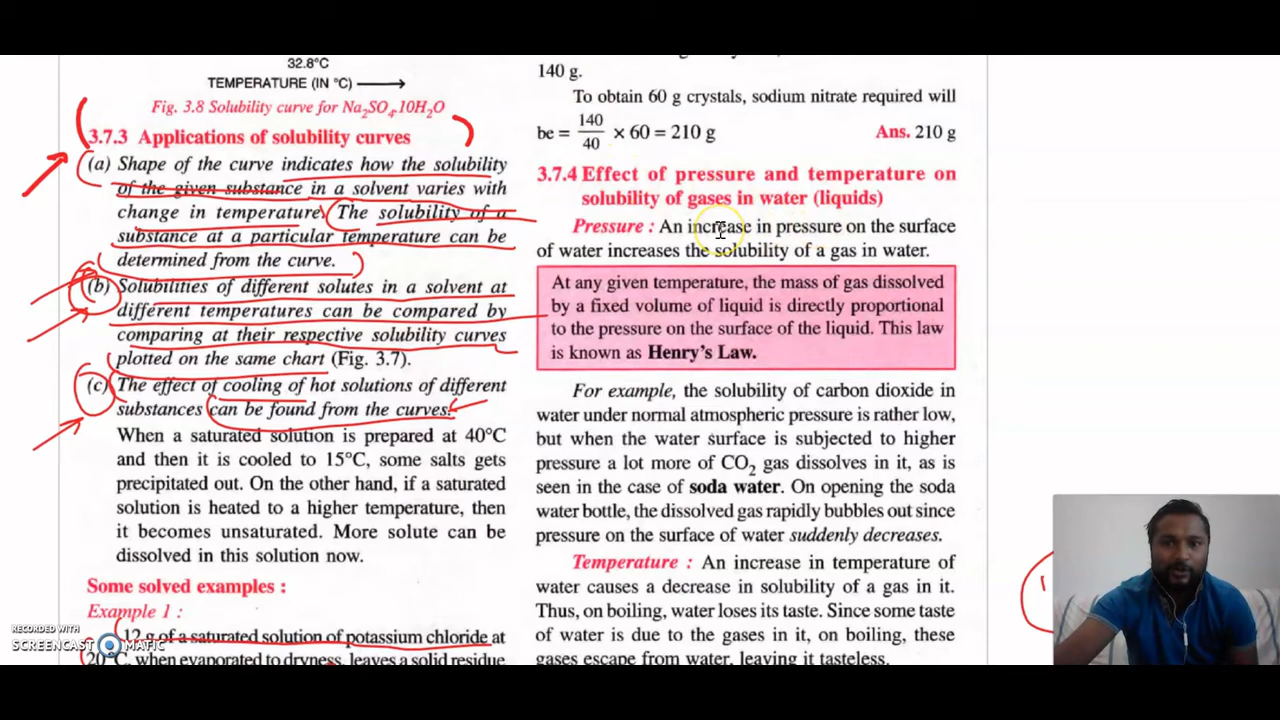 32.8°C
TEMPERATURE (IN °C)
Fig. 3.8 Solubility curve for Na2SO4.10H2O
3.7.3 Applications of solubility curves
(a) Shape of the curve indicates how the solubility
of the given substance in a solvent varies with
change in temperature. The solubility of a
substance at a particular temperature can be
determined from the curve.
(b) Solubilities of different solutes in a solvent at
different temperatures can be compared by
comparing at their respective solubility curves
plotted on the same chart (Fig. 3.7).
(c) The effect of cooling of hot solutions of different
substances can be found from the curves.
When a saturated solution is prepared at 40°C
and then it is cooled to 15°C, some salts gets
precipitated out. On the other hand, if a saturated
solution is heated to a higher temperature, then
it becomes unsaturated. More solute can be
dissolved in this solution now.
Some solved examples :
Example 1 :
12 g of a saturated solution of potassium chloride at
20°C, when evaporated to dryness, leaves a solid residue
140 g.
To obtain 60 g crystals, sodium nitrate required will
be = 140/40 × 60 = 210 g Ans. 210 g
3.7.4 Effect of pressure and temperature on
solubility of gases in water (liquids)
Pressure : An increase in pressure on the surface
of water increases the solubility of a gas in water.
At any given temperature, the mass of gas dissolved
by a fixed volume of liquid is directly proportional
to the pressure on the surface of the liquid. This law
is known as Henry's Law.
For example, the solubility of carbon dioxide in
water under normal atmospheric pressure is rather low,
but when the water surface is subjected to higher
pressure a lot more of CO2 gas dissolves in it, as is
seen in the case of soda water. On opening the soda
water bottle, the dissolved gas rapidly bubbles out since
pressure on the surface of water suddenly decreases.
Temperature : An increase in temperature of
water causes a decrease in solubility of a gas in it.
Thus, on boiling, water loses its taste. Since some taste
of water is due to the gases in it, on boiling, these
gases escape from water, leaving it tasteless.
RECORDED WITH
SCREENCAST MATIC